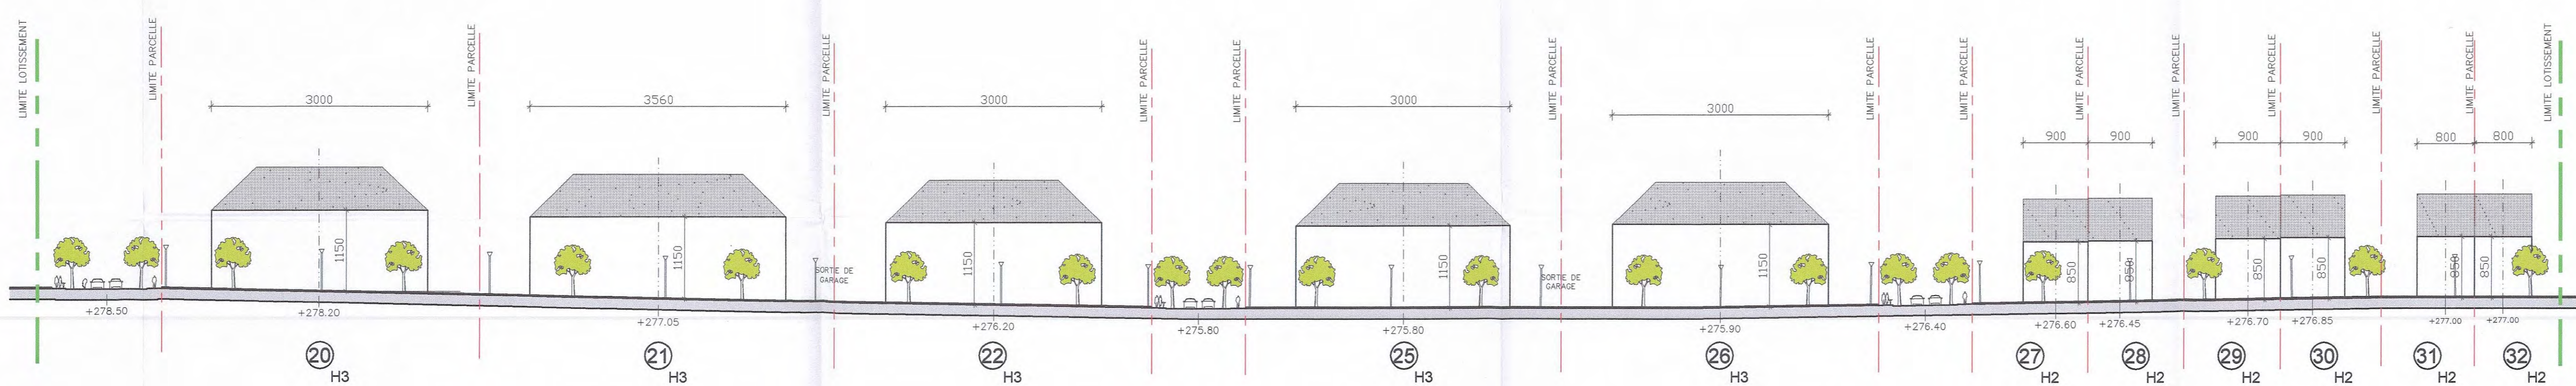 LIMITE LOTISSEMENT
LIMITE PARCELLE
LIMITE PARCELLE
LIMITE PARCELLE
LIMITE PARCELLE
LIMITE PARCELLE
LIMITE PARCELLE
LIMITE PARCELLE
LIMITE PARCELLE
LIMITE PARCELLE
LIMITE PARCELLE
LIMITE PARCELLE
LIMITE PARCELLE
LIMITE PARCELLE
LIMITE LOTISSEMENT
3000
3560
3000
3000
3000
900 900
900 900
800 800
1150
1150
1150
1150
1150
850
850
850
850
850
850
SORTIE DE
GARAGE
SORTIE DE
GARAGE
+278.50
+278.20
+277.05
+276.20
+275.80
+275.80
+275.90
+276.40
+276.60
+276.45
+276.70
+276.85
+277.00
+277.00
20
H3
21
H3
22
H3
25
H3
26
H3
27
H2
28
H2
29
H2
30
H2
31
H2
32
H2